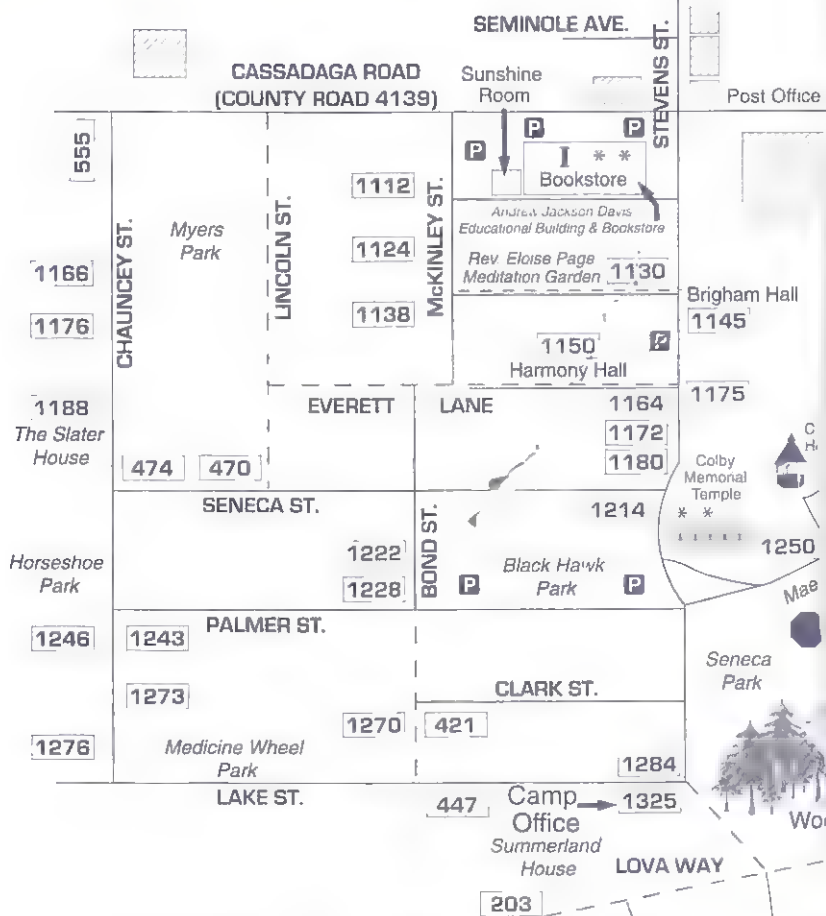 SEMINOLE AVE.
STEVENS ST.
CASSADAGA ROAD
(COUNTY ROAD 4139)
Sunshine
Room
Post Office
P
P
P
555
I * *
Bookstore
1112
Andrew Jackson Davis
Educational Building & Bookstore
Myers
Park
LINCOLN ST.
McKINLEY ST.
CHAUNCEY ST.
1124
Rev. Eloise Page
Meditation Garden
1130
1166
Brigham Hall
1145
1176
1138
1150
Harmony Hall
1188
The Slater
House
EVERETT LANE
1164
1175
1172
1180
474
470
Colby
Memorial
Temple
* *
SENECA ST.
BOND ST.
1214
1250
Horseshoe
Park
1222
1228
Black Hawk
Park
P
P
Mae
PALMER ST.
1246
1243
Seneca
Park
1273
CLARK ST.
1270
421
1276
Medicine Wheel
Park
1284
LAKE ST.
447
Camp
Office
1325
Summerland
House
LOVA WAY
203